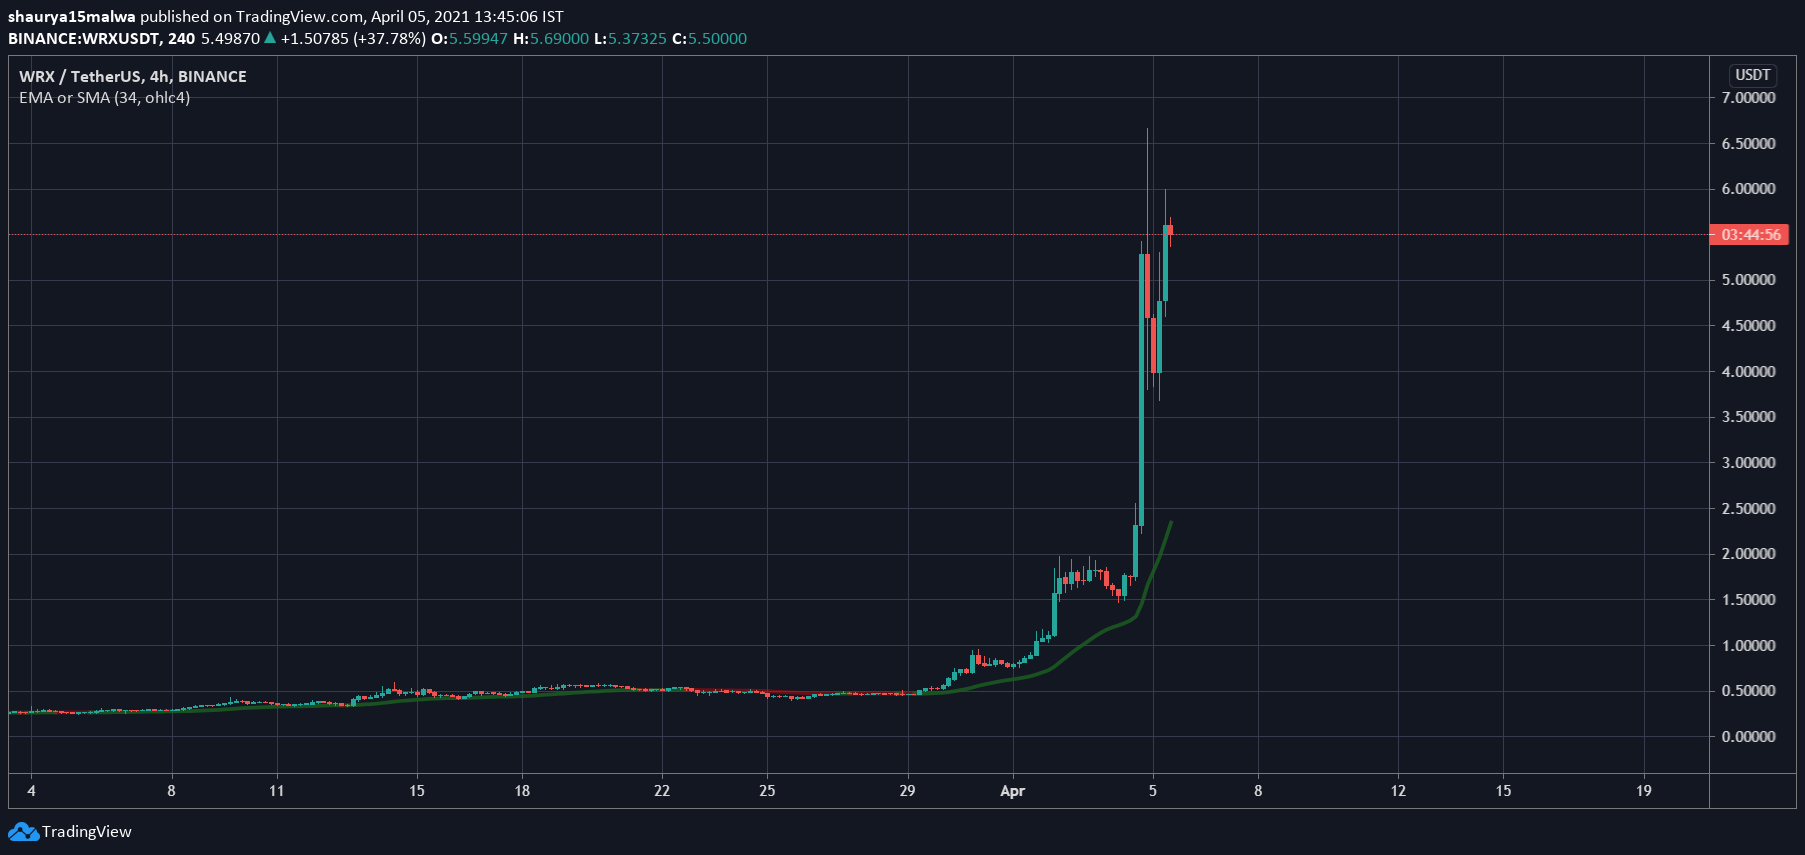 shaurya15malwa published on TradingView.com, April 05, 2021 13:45:06 IST
BINANCE:WRXUSDT, 240 5.49870 ▲ +1.50785 (+37.78%) O:5.59947 H:5.69000 L:5.37325 C:5.50000
WRX / TetherUS, 4h, BINANCE
EMA or SMA (34, ohlc4)
USDT
7.00000
6.50000
6.00000
03:44:56
5.00000
4.50000
4.00000
3.50000
3.00000
2.50000
2.00000
1.50000
1.00000
0.50000
0.00000
4 8 11 15 18 22 25 29 Apr 5 8 12 15 19
TradingView